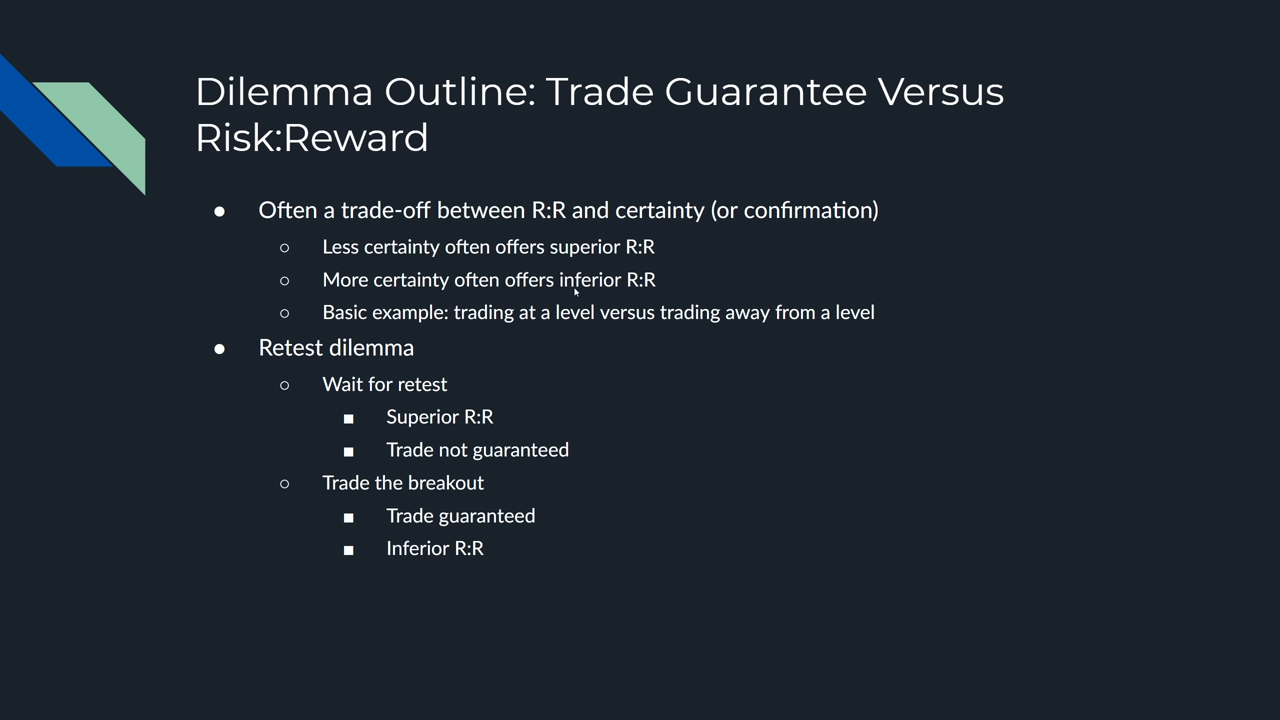 Dilemma Outline: Trade Guarantee Versus
Risk:Reward
● Often a trade-off between R:R and certainty (or confirmation)
○ Less certainty often offers superior R:R
○ More certainty often offers inferior R:R
○ Basic example: trading at a level versus trading away from a level
● Retest dilemma
○ Wait for retest
■ Superior R:R
■ Trade not guaranteed
○ Trade the breakout
■ Trade guaranteed
■ Inferior R:R